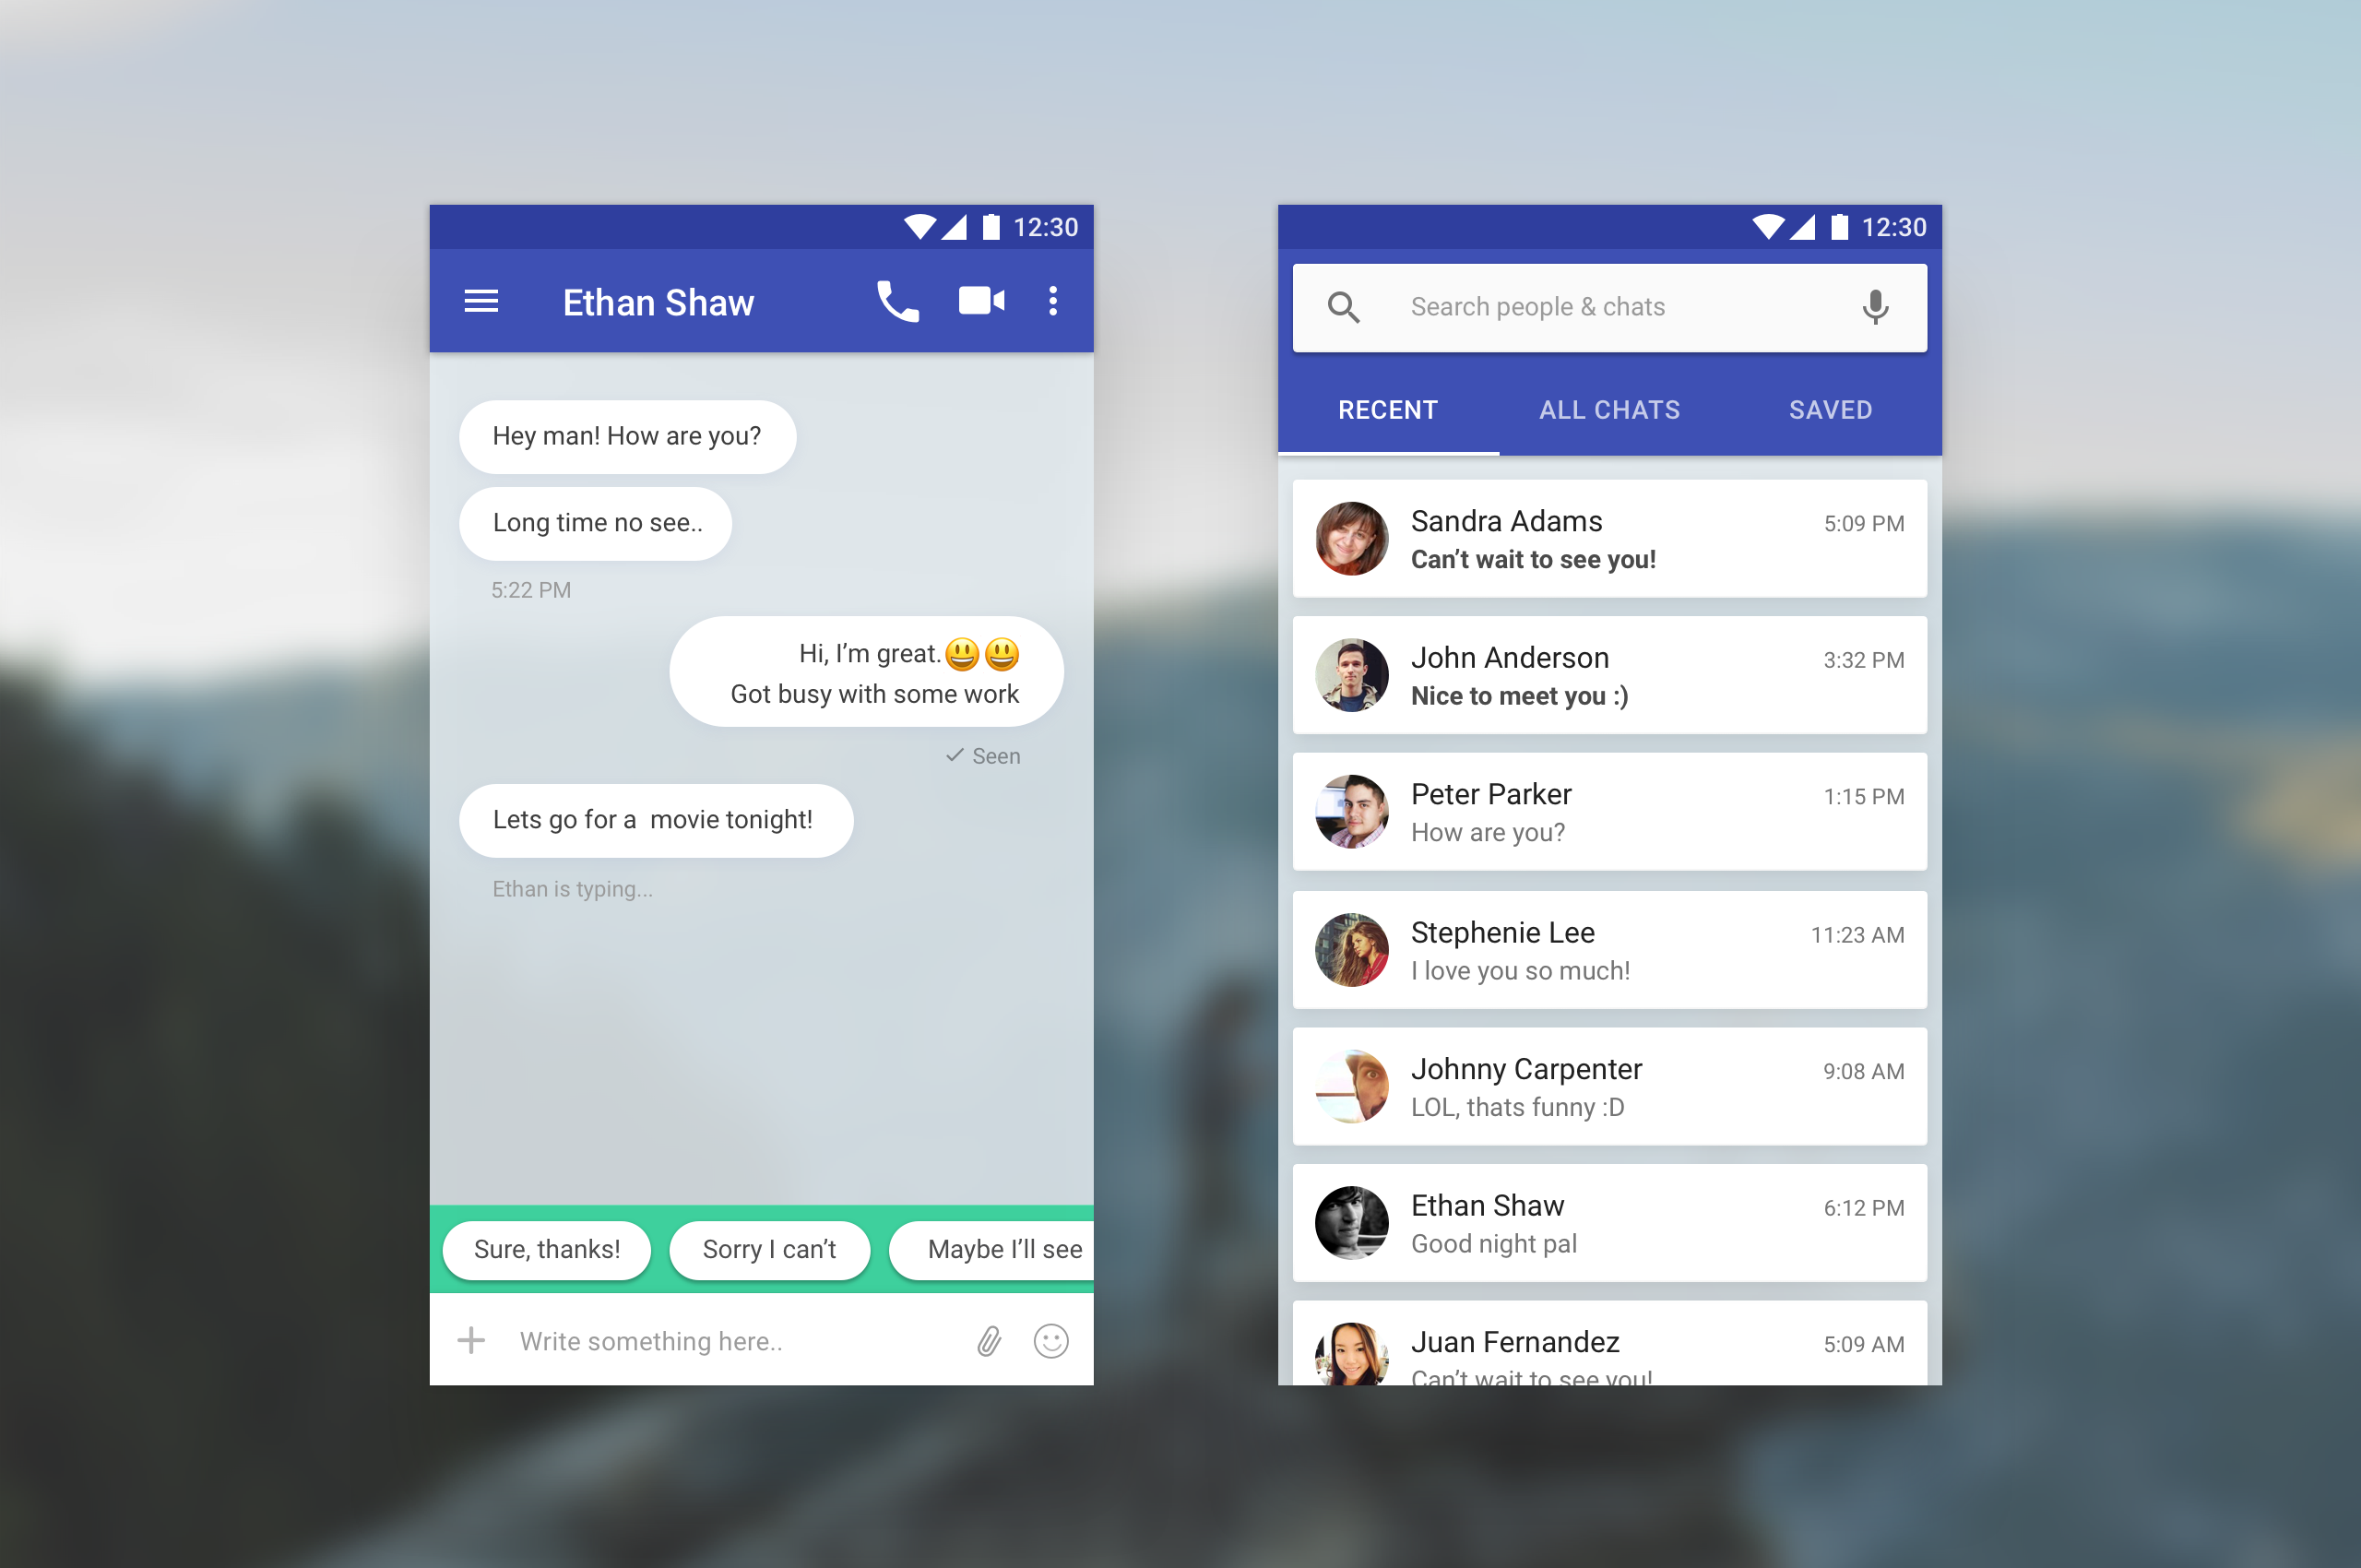 12:30
Ethan Shaw
Hey man! How are you?
Long time no see..
5:22 PM
Hi, I’m great.😃😃
Got busy with some work
Seen
Lets go for a  movie tonight!
Ethan is typing...
Sure, thanks!
Sorry I can’t
Maybe I’ll see
Write something here..
12:30
Search people & chats
RECENT
ALL CHATS
SAVED
Sandra Adams
5:09 PM
Can’t wait to see you!
John Anderson
3:32 PM
Nice to meet you :)
Peter Parker
1:15 PM
How are you?
Stephenie Lee
11:23 AM
I love you so much!
Johnny Carpenter
9:08 AM
LOL, thats funny :D
Ethan Shaw
6:12 PM
Good night pal
Juan Fernandez
5:09 AM
Can’t wait to see you!